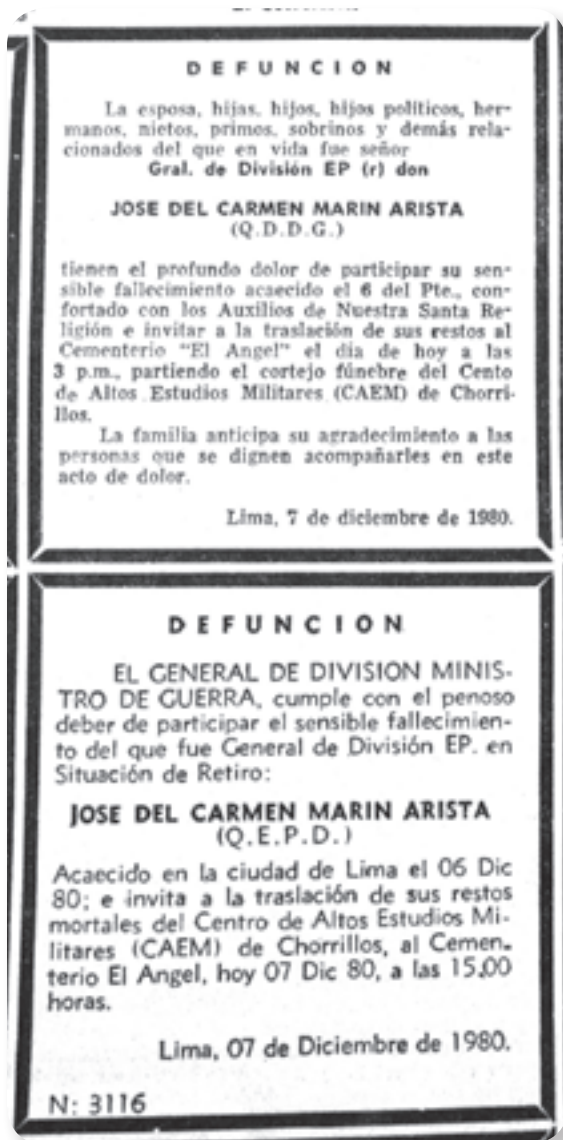 DEFUNCION
La esposa, hijas, hijos, hijos políticos, her-
manos, nietos, primos, sobrinos y demás rela-
cionados del que en vida fue señor
Gral. de División EP (r) don
JOSE DEL CARMEN MARIN ARISTA
(Q.D.D.G.)
tienen el profundo dolor de participar su sen-
sible fallecimiento acaecido el 6 del Pte., con-
fortado con los Auxilios de Nuestra Santa Re-
ligión e invitar a la traslación de sus restos al
Cementerio "El Angel" el día de hoy a las
3 p.m., partiendo el cortejo fúnebre del Cento
de Altos Estudios Militares (CAEM) de Chorri-
llos.
La familia anticipa su agradecimiento a las
personas que se dignen acompañarles en este
acto de dolor.
Lima, 7 de diciembre de 1980.
DEFUNCION
EL GENERAL DE DIVISION MINIS-
TRO DE GUERRA, cumple con el penoso
deber de participar el sensible fallecimien-
to del que fue General de División EP. en
Situación de Retiro:
JOSE DEL CARMEN MARIN ARISTA
(Q.E.P.D.)
Acaecido en la ciudad de Lima el 06 Dic
80; e invita a la traslación de sus restos
mortales del Centro de Altos Estudios Mi-
litares (CAEM) de Chorrillos, al Cemen-
terio El Angel, hoy 07 Dic 80, a las 15.00
horas.
Lima, 07 de Diciembre de 1980.
N: 3116